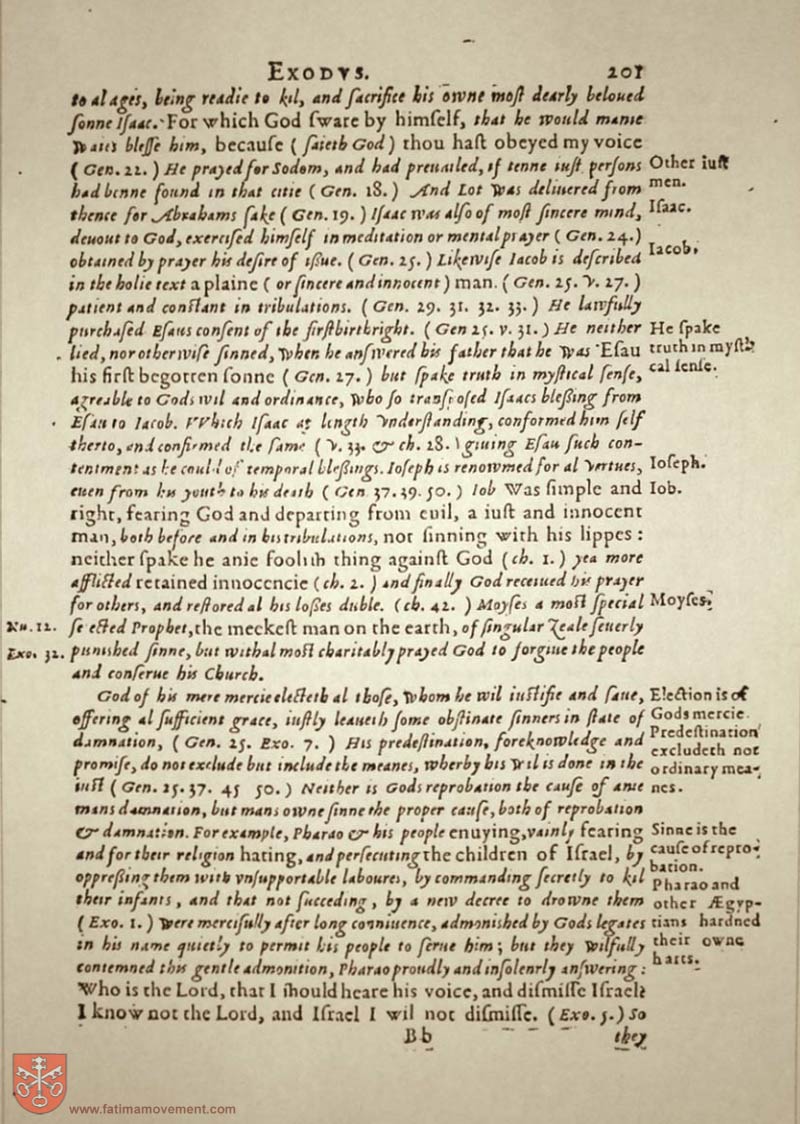 EXODVS. 201
to al ages, being readie to kil, and sacrifice his owne most dearly beloued
sonne Isaac. For which God sware by himself, that he would manie
waies blesse him, because (saieth God) thou hast obeyed my voice
(Gen. 22.) He prayed for Sodom, and had preuailed, if tenne iust persons
Other iust
had benne found in that citie (Gen. 18.) And Lot was deliuered from
men.
thence for Abrahams sake (Gen. 19.) Isaac was also of most sincere mind,
Isaac.
deuout to God, exercised himself in meditation or mental prayer (Gen. 24.)
obtained by prayer his desire of issue. (Gen. 25.) Likewise Iacob is described
Iacob.
in the holie text a plaine (or sincere and innocent) man. (Gen. 25. v. 27.)
patient and constant in tribulations. (Gen. 29. 31. 32. 33.) He lawfully
purchased Esaus consent of the first birthright. (Gen 25. v. 31.) He neither
He spake
lied, nor otherwise sinned, when he answered his father that he was Esau
truth in mysti-
his first begotten sonne (Gen. 27.) but spake truth in mystical sense,
cal sense.
agreable to Gods wil and ordinance, who so transposed Isaacs blessing from
Esau to Iacob. VVhich Isaac at length vnderstanding, conformed him self
therto, and confirmed the same (v. 33. & ch. 28.) giuing Esau such con-
tentment as he could of temporal blessings. Ioseph is renowmed for al vertues,
Ioseph.
euen from his youth to his death (Gen 37. 39. 50.) Iob was simple and
Iob.
right, fearing God and departing from euil, a iust and innocent
man, both before and in his tribulations, not sinning with his lippes:
neither spake he anie foolish thing against God (ch. 1.) yea more
afflicted retained innocencie (ch. 2.) and finally God receiued his prayer
for others, and restored al his losses duble. (ch. 42.) Moyses a most special
Moyses.
Nu. 12.
se ected Prophet, the meekest man on the earth, of singular zeale seuerly
Exo. 32.
punished sinne, but withal most charitably prayed God to forgiue the people
and conserue his Church.
God of his mere mercie electeth al those, whom he wil iustifie and saue,
Election is of
offering al sufficient grace, iustly leaueth some obstinate sinners in state of
Gods mercie.
damnation, (Gen. 25. Exo. 7.) His predestination, foreknowledge and
Predestination
promise, do not exclude but include the meanes, wherby his wil is done in the
excludeth not
ordinary mea-
iust (Gen. 25. 37. 45 50.) Neither is Gods reprobation the cause of anie
nes.
mans damnation, but mans owne sinne the proper cause, both of reprobation
& damnation. For example, Pharao & his people enuying, vainly fearing
Sinne is the
and for their religion hating, and persecuting the children of Israel, by
cause of repro-
bation.
oppressing them with vnsupportable laboures, by commanding secretly to kil
Pharao and
their infants, and that not succeding, by a new decree to drowne them
other Ægyp-
(Exo. 1.) were mercifully after long conniuence, admonished by Gods legates
tians hardned
in his name quietly to permit his people to serue him; but they wilfully
their owne
contemned this gentle admonition, Pharao proudly and insolenrly answering:
harts.
Who is the Lord, that I should heare his voice, and dismisse Israel?
I know not the Lord, and Israel I wil not dismisse. (Exo. 5.) So
Bb they
www.fatimamovement.com